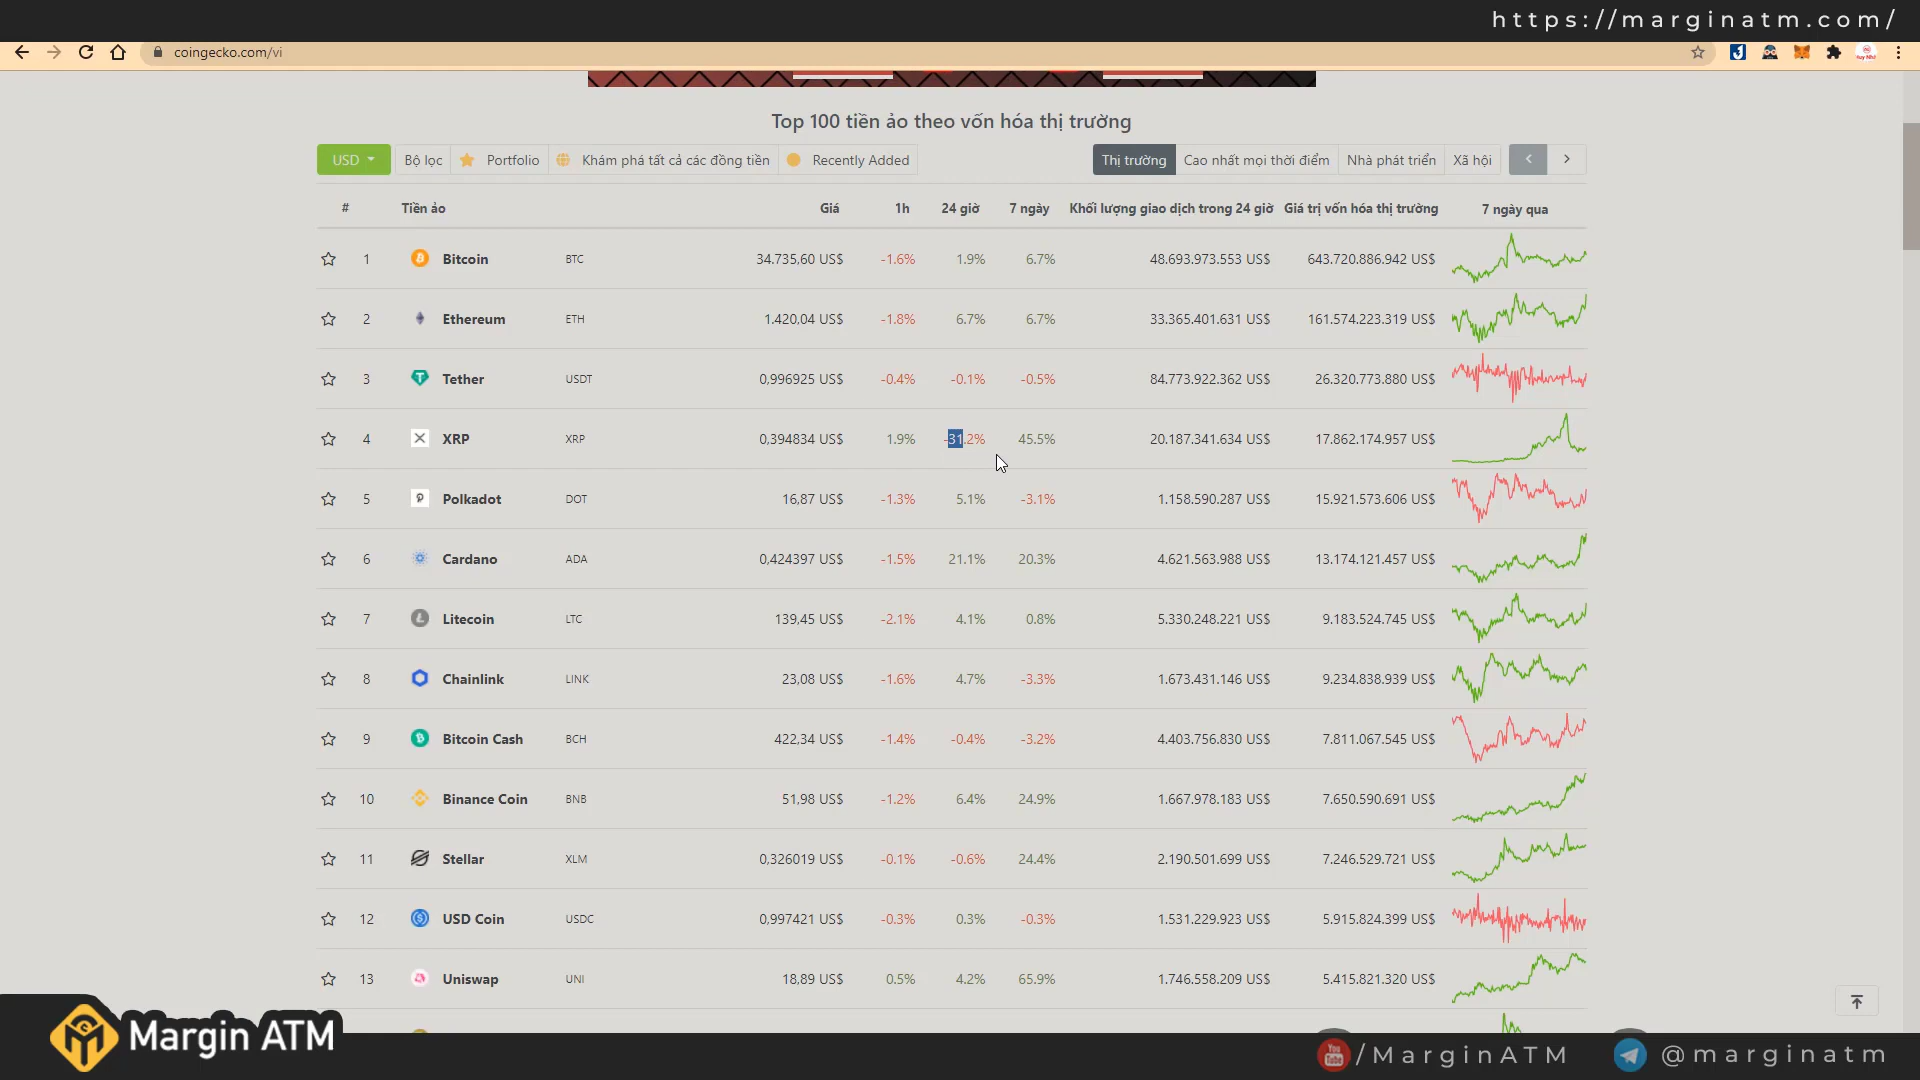 https://marginatm.com/
coingecko.com/vi
Top 100 tiền ảo theo vốn hóa thị trường
USD Bộ lọc Portfolio Khám phá tất cả các đồng tiền Recently Added Thị trường Cao nhất mọi thời điểm Nhà phát triển Xã hội
# Tiền ảo Giá 1h 24 giờ 7 ngày Khối lượng giao dịch trong 24 giờ Giá trị vốn hóa thị trường 7 ngày qua
1 Bitcoin BTC 34.735,60 US$ -1.6% 1.9% 6.7% 48.693.973.553 US$ 643.720.886.942 US$
2 Ethereum ETH 1.420,04 US$ -1.8% 6.7% 6.7% 33.365.401.631 US$ 161.574.223.319 US$
3 Tether USDT 0,996925 US$ -0.4% -0.1% -0.5% 84.773.922.362 US$ 26.320.773.880 US$
4 XRP XRP 0,394834 US$ 1.9% -31.2% 45.5% 20.187.341.634 US$ 17.862.174.957 US$
5 Polkadot DOT 16,87 US$ -1.3% 5.1% -3.1% 1.158.590.287 US$ 15.921.573.606 US$
6 Cardano ADA 0,424397 US$ -1.5% 21.1% 20.3% 4.621.563.988 US$ 13.174.121.457 US$
7 Litecoin LTC 139,45 US$ -2.1% 4.1% 0.8% 5.330.248.221 US$ 9.183.524.745 US$
8 Chainlink LINK 23,08 US$ -1.6% 4.7% -3.3% 1.673.431.146 US$ 9.234.838.939 US$
9 Bitcoin Cash BCH 422,34 US$ -1.4% -0.4% -3.2% 4.403.756.830 US$ 7.811.067.545 US$
10 Binance Coin BNB 51,98 US$ -1.2% 6.4% 24.9% 1.667.978.183 US$ 7.650.590.691 US$
11 Stellar XLM 0,326019 US$ -0.1% -0.6% 24.4% 2.190.501.699 US$ 7.246.529.721 US$
12 USD Coin USDC 0,997421 US$ -0.3% 0.3% -0.3% 1.531.229.923 US$ 5.915.824.399 US$
13 Uniswap UNI 18,89 US$ 0.5% 4.2% 65.9% 1.746.558.209 US$ 5.415.821.320 US$
Margin ATM
You Tube /MarginATM @marginatm